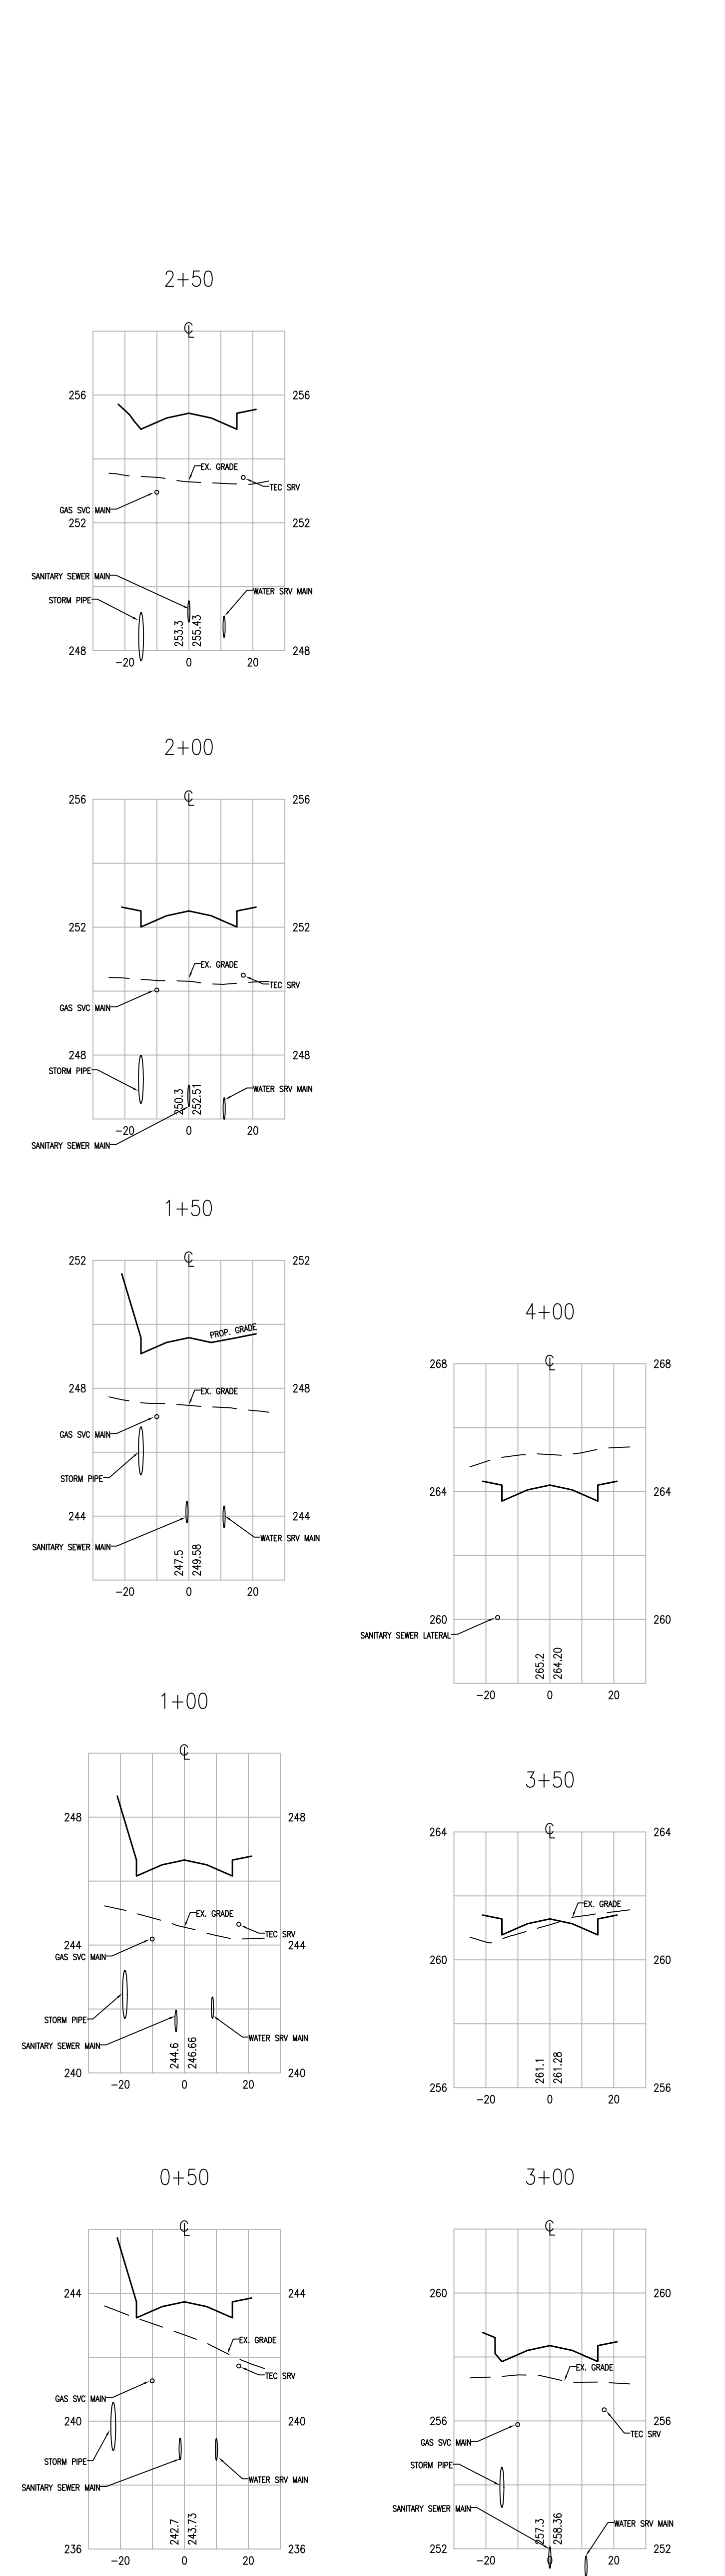 2+50
℄
256 256
EX. GRADE
TEC SRV
GAS SVC MAIN
252
SANITARY SEWER MAIN
WATER SRV MAIN
STORM PIPE
253.3
255.43
248 248
-20 0 20
2+00
℄
256 256
252 252
EX. GRADE
TEC SRV
GAS SVC MAIN
248 248
STORM PIPE
WATER SRV MAIN
250.3
252.51
-20 0 20
SANITARY SEWER MAIN
1+50
℄
252 252
PROP. GRADE
248 248
EX. GRADE
GAS SVC MAIN
STORM PIPE
244 244
WATER SRV MAIN
SANITARY SEWER MAIN
247.5
249.58
-20 0 20
1+00
℄
248 248
EX. GRADE
TEC SRV
244 244
GAS SVC MAIN
STORM PIPE
WATER SRV MAIN
SANITARY SEWER MAIN
244.6
246.66
240 240
-20 0 20
0+50
℄
244 244
EX. GRADE
TEC SRV
GAS SVC MAIN
240 240
STORM PIPE
WATER SRV MAIN
SANITARY SEWER MAIN
242.7
243.73
236 236
4+00
℄
268 268
264 264
260 260
SANITARY SEWER LATERAL
265.2
264.20
-20 0 20
3+50
℄
264 264
EX. GRADE
260 260
261.1
261.28
256 256
-20 0 20
3+00
℄
260 260
EX. GRADE
256 256
TEC SRV
GAS SVC MAIN
STORM PIPE
SANITARY SEWER MAIN
WATER SRV MAIN
257.3
258.36
252 252